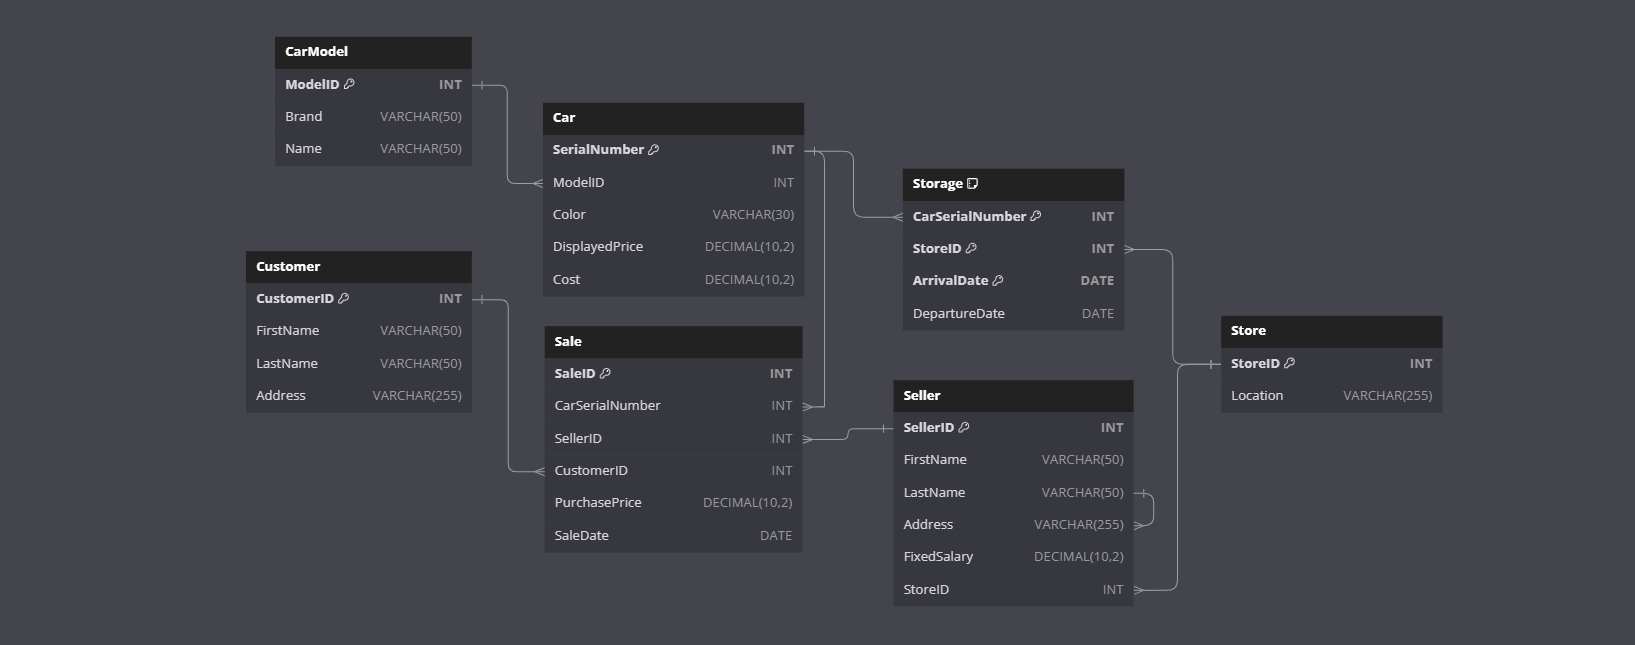 CarModel
ModelID INT
Brand VARCHAR(50)
Name VARCHAR(50)
Car
SerialNumber INT
ModelID INT
Color VARCHAR(30)
DisplayedPrice DECIMAL(10,2)
Cost DECIMAL(10,2)
Storage
CarSerialNumber INT
StoreID INT
ArrivalDate DATE
DepartureDate DATE
Customer
CustomerID INT
FirstName VARCHAR(50)
LastName VARCHAR(50)
Address VARCHAR(255)
Sale
SaleID INT
CarSerialNumber INT
SellerID INT
CustomerID INT
PurchasePrice DECIMAL(10,2)
SaleDate DATE
Seller
SellerID INT
FirstName VARCHAR(50)
LastName VARCHAR(50)
Address VARCHAR(255)
FixedSalary DECIMAL(10,2)
StoreID INT
Store
StoreID INT
Location VARCHAR(255)